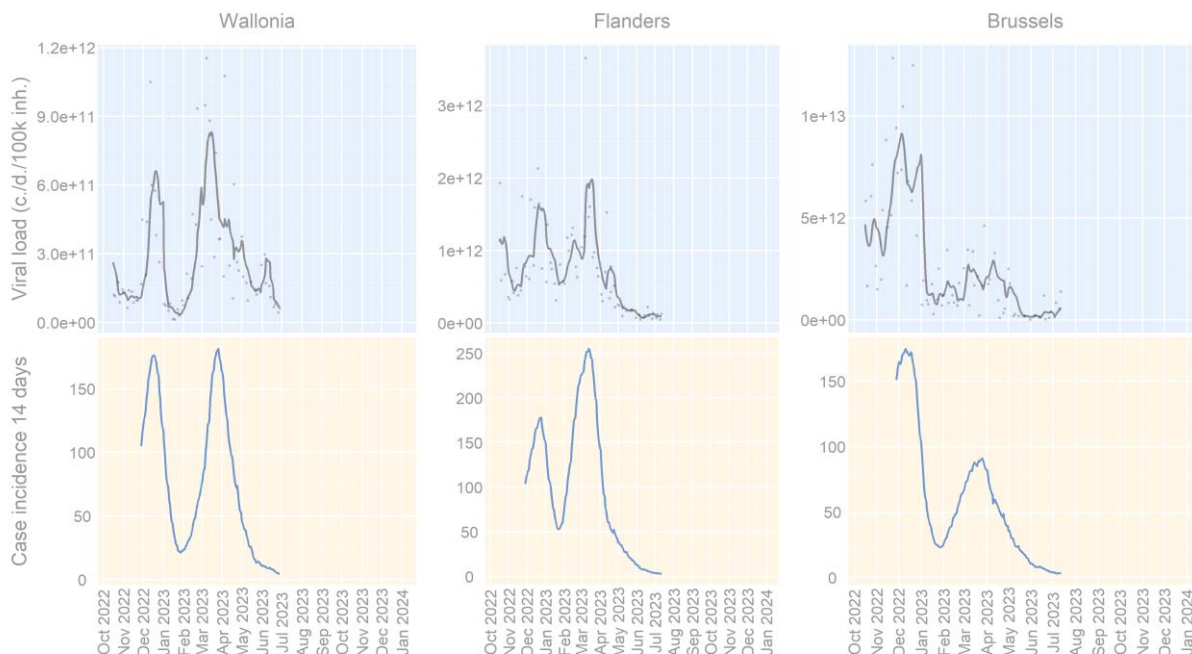 Wallonia
Flanders
Brussels
Viral load (c./d./100k inh.)
1.2e+12
9.0e+11
6.0e+11
3.0e+11
0.0e+00
3e+12
2e+12
1e+12
0e+00
1e+13
5e+12
0e+00
Case incidence 14 days
150
100
50
0
250
200
150
100
50
0
150
100
50
0
Oct 2022
Nov 2022
Dec 2022
Jan 2023
Feb 2023
Mar 2023
Apr 2023
May 2023
Jun 2023
Jul 2023
Aug 2023
Sep 2023
Oct 2023
Nov 2023
Dec 2023
Jan 2024
Oct 2022
Nov 2022
Dec 2022
Jan 2023
Feb 2023
Mar 2023
Apr 2023
May 2023
Jun 2023
Jul 2023
Aug 2023
Sep 2023
Oct 2023
Nov 2023
Dec 2023
Jan 2024
Oct 2022
Nov 2022
Dec 2022
Jan 2023
Feb 2023
Mar 2023
Apr 2023
May 2023
Jun 2023
Jul 2023
Aug 2023
Sep 2023
Oct 2023
Nov 2023
Dec 2023
Jan 2024